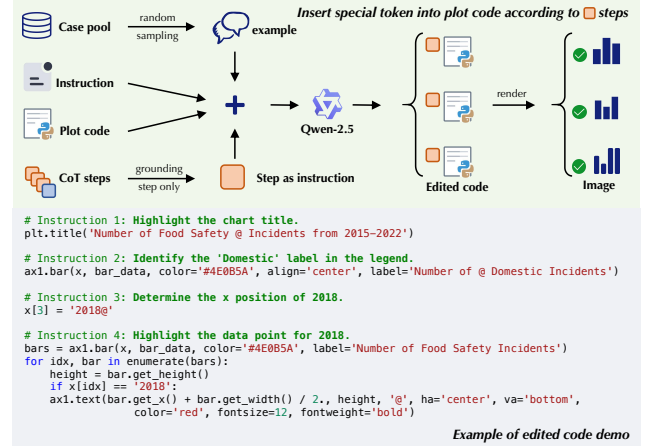 Insert special token into plot code according to steps
Case pool
random
sampling
example
Instruction
Plot code
Qwen-2.5
render
CoT steps
grounding
step only
Step as instruction
Edited code
Image
# Instruction 1: Highlight the chart title.
plt.title('Number of Food Safety @ Incidents from 2015–2022')
# Instruction 2: Identify the 'Domestic' label in the legend.
ax1.bar(x, bar_data, color='#4E0B5A', align='center', label='Number of @ Domestic Incidents')
# Instruction 3: Determine the x position of 2018.
x[3] = '2018@'
# Instruction 4: Highlight the data point for 2018.
bars = ax1.bar(x, bar_data, color='#4E0B5A', label='Number of Food Safety Incidents')
for idx, bar in enumerate(bars):
    height = bar.get_height()
    if x[idx] == '2018':
    ax1.text(bar.get_x() + bar.get_width() / 2., height, '@', ha='center', va='bottom',
                color='red', fontsize=12, fontweight='bold')
Example of edited code demo